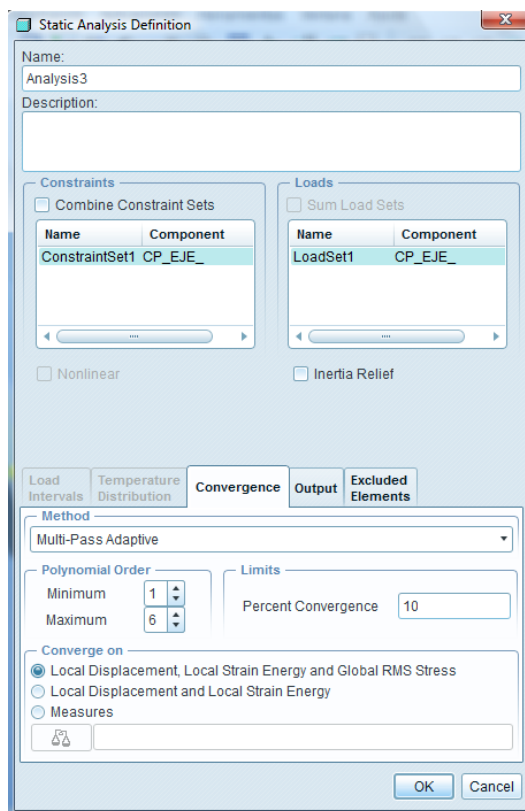 Static Analysis Definition
Name:
Analysis3
Description:
Constraints
Combine Constraint Sets
Name Component
ConstraintSet1 CP_EJE_
Nonlinear
Loads
Sum Load Sets
Name Component
LoadSet1 CP_EJE_
Inertia Relief
Load Intervals
Temperature Distribution
Convergence
Output
Excluded Elements
Method
Multi-Pass Adaptive
Polynomial Order
Minimum 1
Maximum 6
Limits
Percent Convergence 10
Converge on
Local Displacement, Local Strain Energy and Global RMS Stress
Local Displacement and Local Strain Energy
Measures
OK Cancel